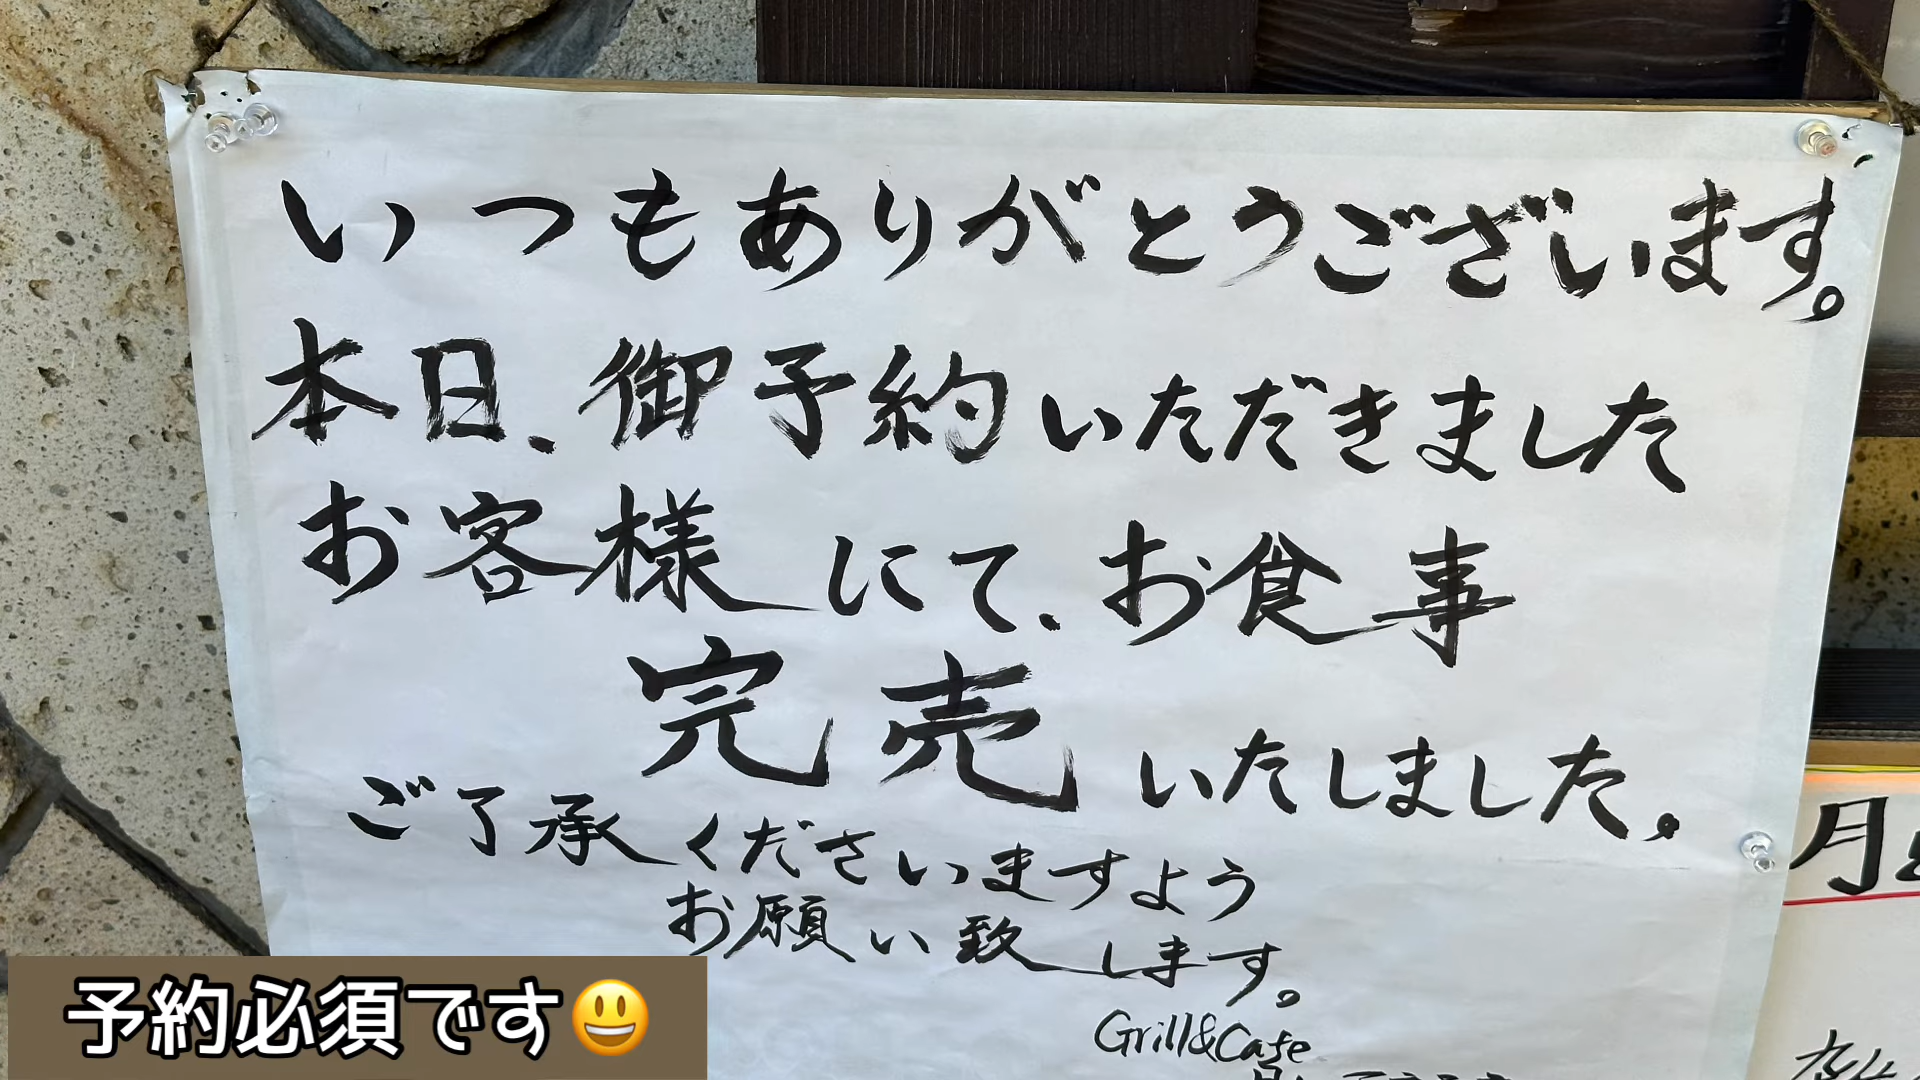 いつもありがとうございます。
本日、御予約いただきました
お客様にて、お食事
完売いたしました。
ご了承くださいますよう
お願い致します。
Grill&Cafe
月
予約必須です😃